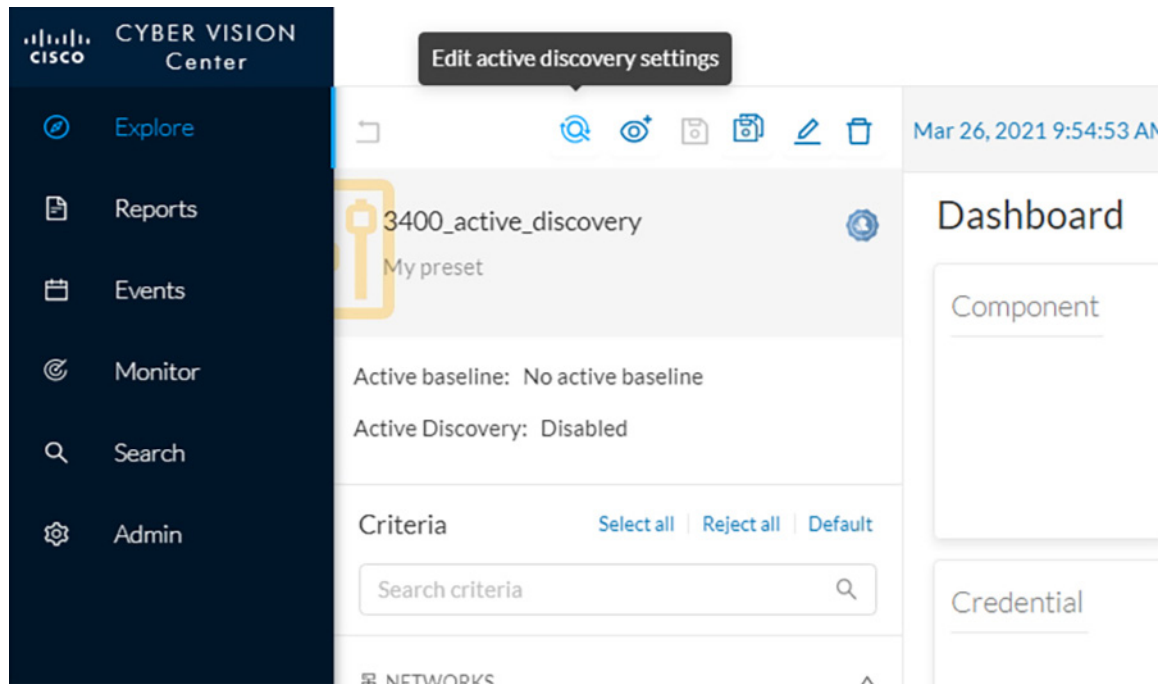 CISCO
CYBER VISION
Center
Edit active discovery settings
Explore
Reports
Events
Monitor
Search
Admin
3400_active_discovery
My preset
Active baseline: No active baseline
Active Discovery: Disabled
Criteria
Select all
Reject all
Default
Search criteria
NETWORKS
Mar 26, 2021 9:54:53 AM
Dashboard
Component
Credential